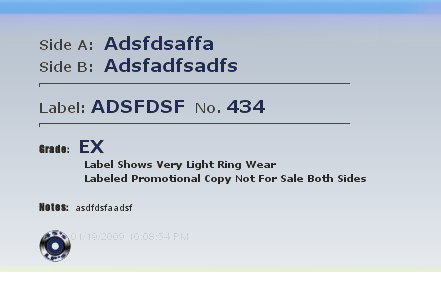 Side A: Adsfdsaffa
Side B: Adsfadfsadfs
Label: ADSFDSF No. 434
Grade: EX
Label Shows Very Light Ring Wear
Labeled Promotional Copy Not For Sale Both Sides
Notes: asdfdsfaadsf
01/19/2009 10:08:54 PM